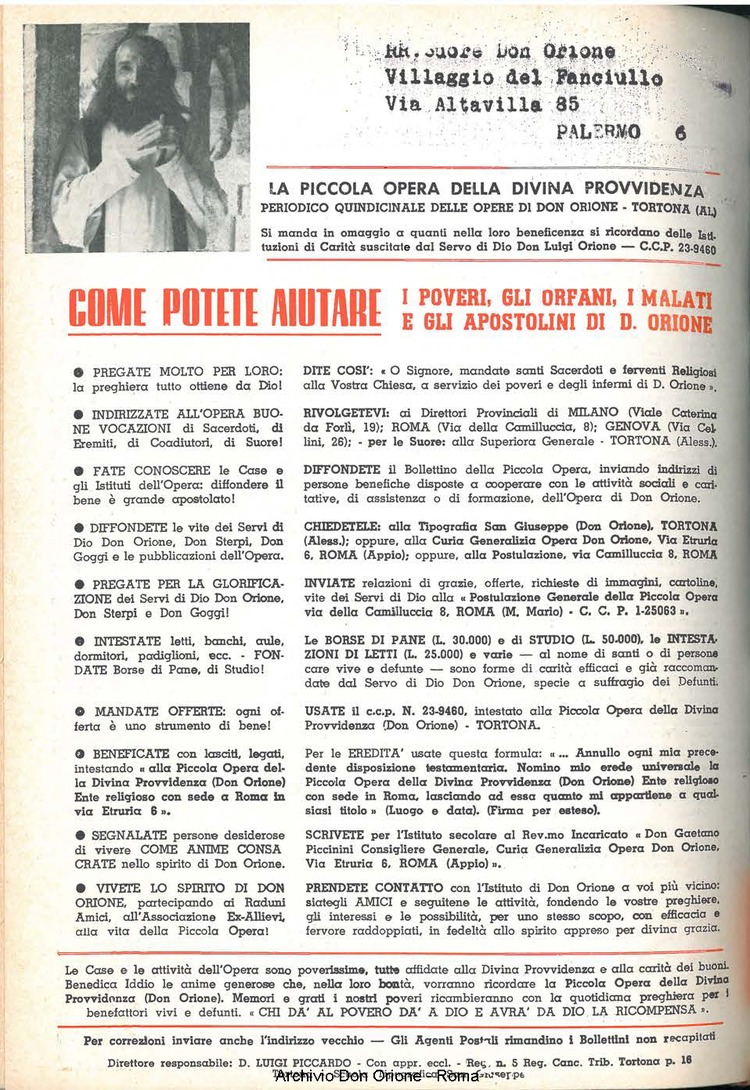 RR. Suore Don Orione
Villaggio del Fanciullo
Via Altavilla 85
PALERMO 6
LA PICCOLA OPERA DELLA DIVINA PROVVIDENZA
PERIODICO QUINDICINALE DELLE OPERE DI DON ORIONE - TORTONA (AL)
Si manda in omaggio a quanti nella loro beneficenza si ricordano delle Isti-
tuzioni di Carità suscitate dal Servo di Dio Don Luigi Orione — C.C.P. 23-9460
COME POTETE AIUTARE
I POVERI, GLI ORFANI, I MALATI
E GLI APOSTOLINI DI D. ORIONE
● PREGATE MOLTO PER LORO:
la preghiera tutto ottiene da Dio!
DITE COSI': « O Signore, mandate santi Sacerdoti e ferventi Religiosi
alla Vostra Chiesa, a servizio dei poveri e degli infermi di D. Orione ».
● INDIRIZZATE ALL'OPERA BUO-
NE VOCAZIONI di Sacerdoti, di
Eremiti, di Coadiutori, di Suore!
RIVOLGETEVI: ai Direttori Provinciali di MILANO (Viale Caterina
da Forlì, 19); ROMA (Via della Camilluccia, 8); GENOVA (Via Cel
lini, 26); - per le Suore: alla Superiora Generale - TORTONA (Aless.).
● FATE CONOSCERE le Case e
gli Istituti dell'Opera: diffondere il
bene è grande apostolato!
DIFFONDETE il Bollettino della Piccola Opera, inviando indirizzi di
persone benefiche disposte a cooperare con le attività sociali e cari-
tative, di assistenza o di formazione, dell'Opera di Don Orione.
● DIFFONDETE le vite dei Servi di
Dio Don Orione, Don Sterpi, Don
Goggi e le pubblicazioni dell'Opera.
CHIEDETELE: alla Tipografia San Giuseppe (Don Orione), TORTONA
(Aless.); oppure, alla Curia Generalizia Opera Don Orione, Via Etruria
6, ROMA (Appio); oppure, alla Postulazione, via Camilluccia 8, ROMA
● PREGATE PER LA GLORIFICA-
ZIONE dei Servi di Dio Don Orione,
Don Sterpi e Don Goggi!
INVIATE relazioni di grazie, offerte, richieste di immagini, cartoline,
vite dei Servi di Dio alla « Postulazione Generale della Piccola Opera
via della Camilluccia 8, ROMA (M. Mario) - C. C. P. 1-25063 ».
● INTESTATE letti, banchi, aule,
dormitori, padiglioni, ecc. - FON-
DATE Borse di Pane, di Studio!
Le BORSE DI PANE (L. 30.000) e di STUDIO (L. 50.000), le INTESTA-
ZIONI DI LETTI (L. 25.000) e varie — al nome di santi o di persone
care vive e defunte — sono forme di carità efficaci e già raccoman-
date dal Servo di Dio Don Orione, specie a suffragio dei Defunti.
● MANDATE OFFERTE: ogni of-
ferta è uno strumento di bene!
USATE il c.c.p. N. 23-9460, intestato alla Piccola Opera della Divina
Provvidenza (Don Orione) - TORTONA.
● BENEFICATE con lasciti, legati,
intestando « alla Piccola Opera del-
la Divina Provvidenza (Don Orione)
Ente religioso con sede a Roma in
via Etruria 6 ».
Per le EREDITA' usate questa formula: « ... Annullo ogni mia prece-
dente disposizione testamentaria. Nomino mio erede universale la
Piccola Opera della Divina Provvidenza (Don Orione) Ente religioso
con sede in Roma, lasciando ad essa quanto mi appartiene a qual-
siasi titolo » (Luogo e data). (Firma per esteso).
● SEGNALATE persone desiderose
di vivere COME ANIME CONSA
CRATE nello spirito di Don Orione.
SCRIVETE per l'Istituto secolare al Rev.mo Incaricato « Don Gaetano
Piccinini Consigliere Generale, Curia Generalizia Opera Don Orione,
Via Etruria 6, ROMA (Appio) ».
● VIVETE LO SPIRITO DI DON
ORIONE, partecipando ai Raduni
Amici, all'Associazione Ex-Allievi,
alla vita della Piccola Opera!
PRENDETE CONTATTO con l'Istituto di Don Orione a voi più vicino:
siategli AMICI e seguitene le attività, fondendo le vostre preghiere,
gli interessi e le possibilità, per uno stesso scopo, con efficacia e
fervore raddoppiati, in fedeltà allo spirito appreso per divina grazia.
Le Case e le attività dell'Opera sono poverissime, tutte affidate alla Divina Provvidenza e alla carità dei buoni.
Benedica Iddio le anime generose che, nella loro bontà, vorranno ricordare la Piccola Opera della Divina
Provvidenza (Don Orione). Memori e grati i nostri poveri ricambieranno con la quotidiana preghiera per i
benefattori vivi e defunti. « CHI DA' AL POVERO DA' A DIO E AVRA' DA DIO LA RICOMPENSA ».
Per correzioni inviare anche l'indirizzo vecchio — Gli Agenti Postali rimandino i Bollettini non recapitati
Direttore responsabile: D. LUIGI PICCARDO - Con appr. eccl. - Reg. n. 5 Reg. Canc. Trib. Tortona p. 16
Archivio Don Orione - Roma